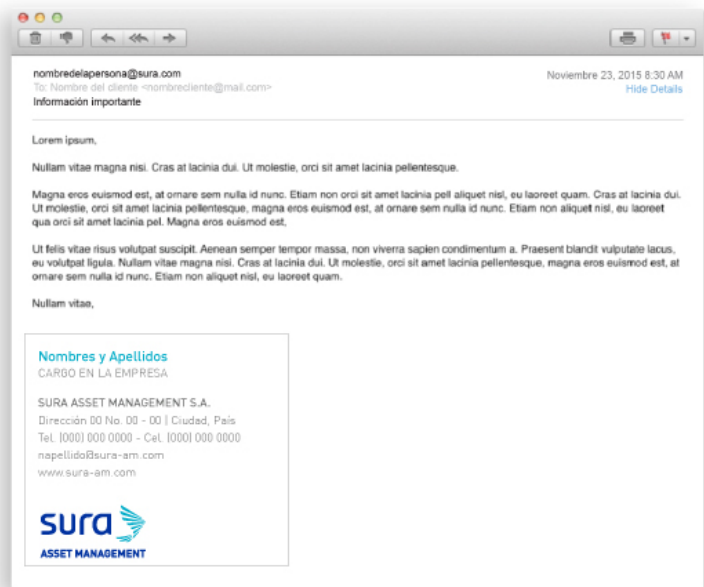 nombredelapersona@sura.com
Noviembre 23, 2015 8:30 AM
To: Nombre del cliente <nombrecliente@mail.com>
Hide Details
Información importante
Lorem ipsum,
Nullam vitae magna nisi. Cras at lacinia dui. Ut molestie, orci sit amet lacinia pellentesque.
Magna eros euismod est, at ornare sem nulla id nunc. Etiam non orci sit amet lacinia pell aliquet nisl, eu laoreet quam. Cras at lacinia dui.
Ut molestie, orci sit amet lacinia pellentesque, magna eros euismod est, at ornare sem nulla id nunc. Etiam non aliquet nisl, eu laoreet
qua orci sit amet lacinia pel. Magna eros euismod est,
Ut felis vitae risus volutpat suscipit. Aenean semper tempor massa, non viverra sapien condimentum a. Praesent blandit vulputate lacus,
eu volutpat ligula. Nullam vitae magna nisi. Cras at lacinia dui. Ut molestie, orci sit amet lacinia pellentesque, magna eros euismod est, at
ornare sem nulla id nunc. Etiam non aliquet nisl, eu laoreet quam.
Nullam vitae,
Nombres y Apellidos
CARGO EN LA EMPRESA
SURA ASSET MANAGEMENT S.A.
Dirección 00 No. 00 - 00 | Ciudad, País
Tel. (000) 000 0000 - Cel. (000) 000 0000
napellido@sura-am.com
www.sura-am.com
sura
ASSET MANAGEMENT